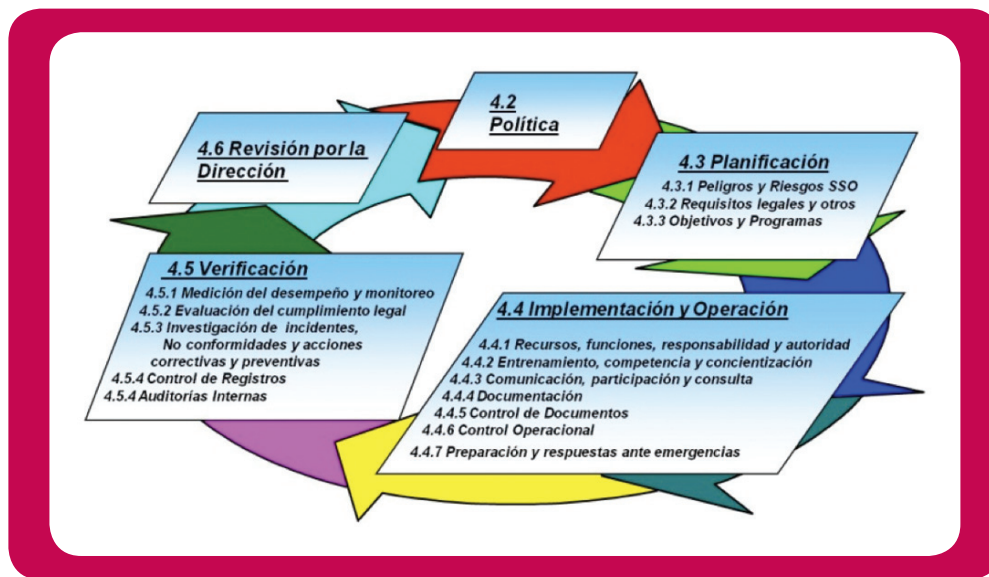 4.2
Política
4.3 Planificación
4.3.1 Peligros y Riesgos SSO
4.3.2 Requisitos legales y otros
4.3.3 Objetivos y Programas
4.4 Implementación y Operación
4.4.1 Recursos, funciones, responsabilidad y autoridad
4.4.2 Entrenamiento, competencia y concientización
4.4.3 Comunicación, participación y consulta
4.4.4 Documentación
4.4.5 Control de Documentos
4.4.6 Control Operacional
4.4.7 Preparación y respuestas ante emergencias
4.5 Verificación
4.5.1 Medición del desempeño y monitoreo
4.5.2 Evaluación del cumplimiento legal
4.5.3 Investigación de incidentes,
No conformidades y acciones
correctivas y preventivas
4.5.4 Control de Registros
4.5.4 Auditorías Internas
4.6 Revisión por la
Dirección